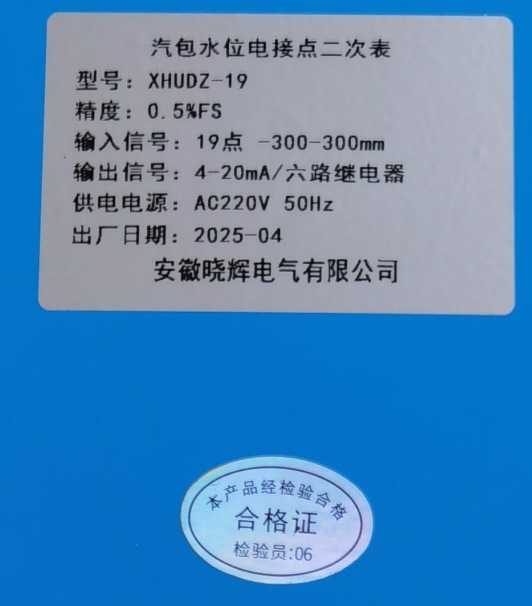 汽包水位电接点二次表
型号：XHUDZ-19
精度：0.5%FS
输入信号：19点 -300-300mm
输出信号：4-20mA/六路继电器
供电电源：AC220V 50Hz
出厂日期：2025-04
安徽晓辉电气有限公司
本产品经检验合格
合格证
检验员:06